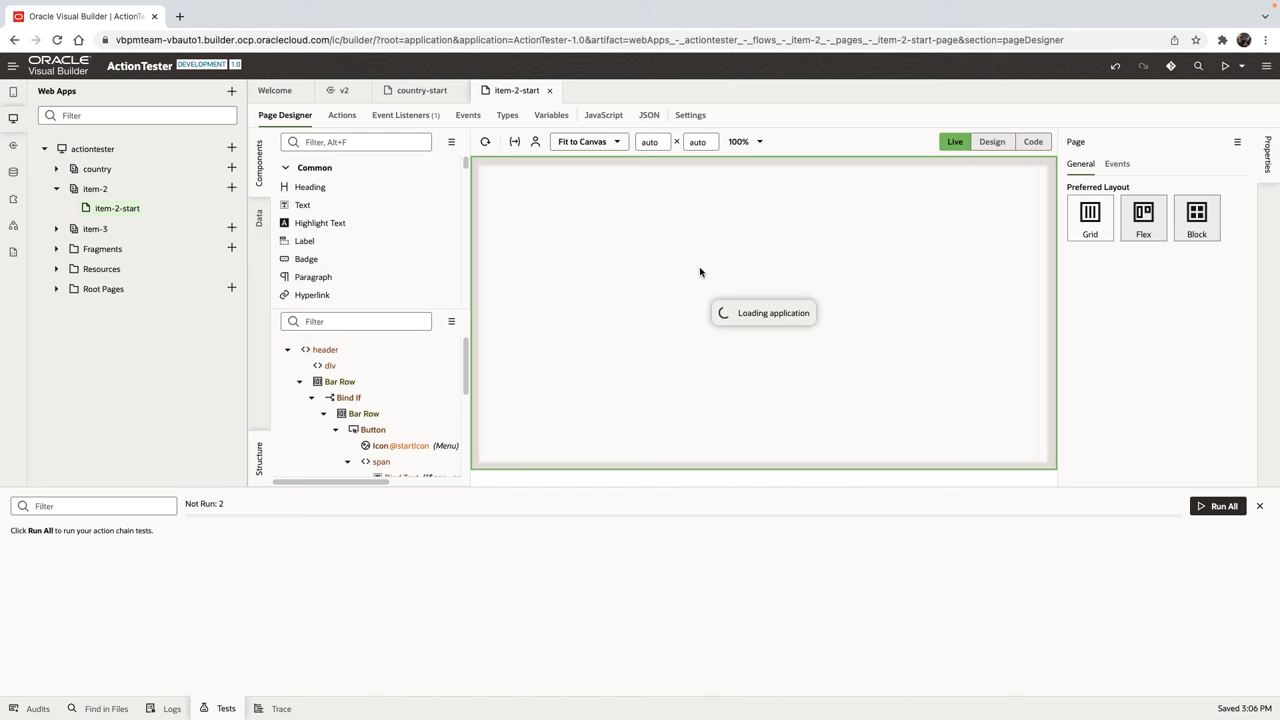 Oracle Visual Builder | ActionTe
vbpmteam-vbauto1.builder.ocp.oraclecloud.com/ic/builder/?root=application&application=ActionTester-1.0&artifact=webApps_-_actiontester_-_flows_-_item-2_-_pages_-_item-2-start-page&section=pageDesigner
ORACLE
Visual Builder
ActionTester DEVELOPMENT 1.0
Web Apps
Filter
actiontester
country
item-2
item-2-start
item-3
Fragments
Resources
Root Pages
Welcome v2 country-start item-2-start
Page Designer Actions Event Listeners (1) Events Types Variables JavaScript JSON Settings
Components
Data
Structure
Filter, Alt+F
Common
Heading
Text
Highlight Text
Label
Badge
Paragraph
Hyperlink
Filter
header
div
Bar Row
Bind If
Bar Row
Button
Icon @startIcon (Menu)
span
Fit to Canvas auto × auto 100% Live Design Code
Loading application
Page
General Events
Preferred Layout
Grid Flex Block
Properties
Filter Not Run: 2 Run All
Click Run All to run your action chain tests.
Audits Find in Files Logs Tests Trace Saved 3:06 PM